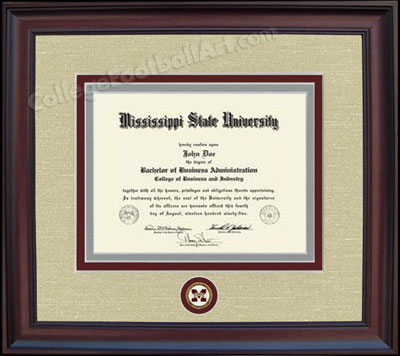 CollegeFootballArt.com
Mississippi State University
hereby confers upon
John Doe
the degree of
Bachelor of Business Administration
College of Business and Industry
together with all the honors, privileges and obligations thereto appertaining.
In testimony whereof, the seal of the University and the signatures
of its officers are hereunto affixed this fourth
day of August, nineteen hundred ninety-five.
M